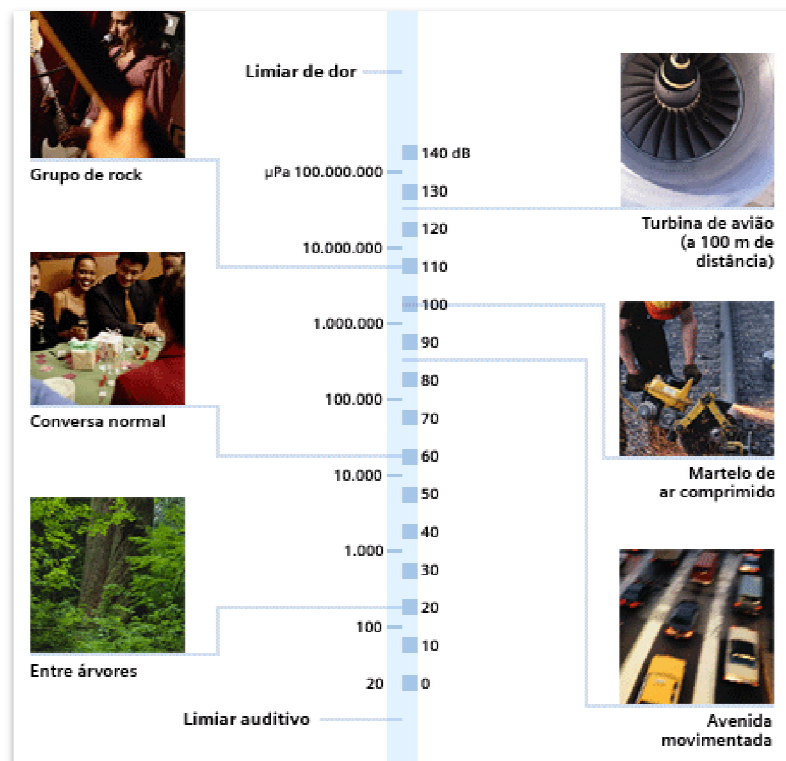 Limiar de dor
140 dB
µPa 100.000.000
Grupo de rock
130
Turbina de avião
(a 100 m de
distância)
120
10.000.000
110
100
1.000.000
90
80
100.000
70
Conversa normal
60
10.000
Martelo de
ar comprimido
50
40
1.000
30
20
100
10
Entre árvores
20
0
Limiar auditivo
Avenida
movimentada